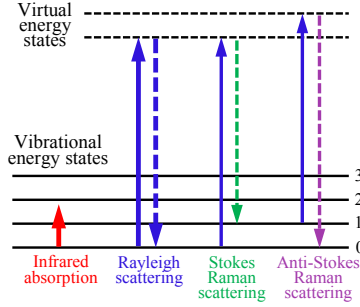 Virtual
energy
states
Vibrational
energy states
3
2
1
0
Infrared
absorption
Rayleigh
scattering
Stokes
Raman
scattering
Anti-Stokes
Raman
scattering